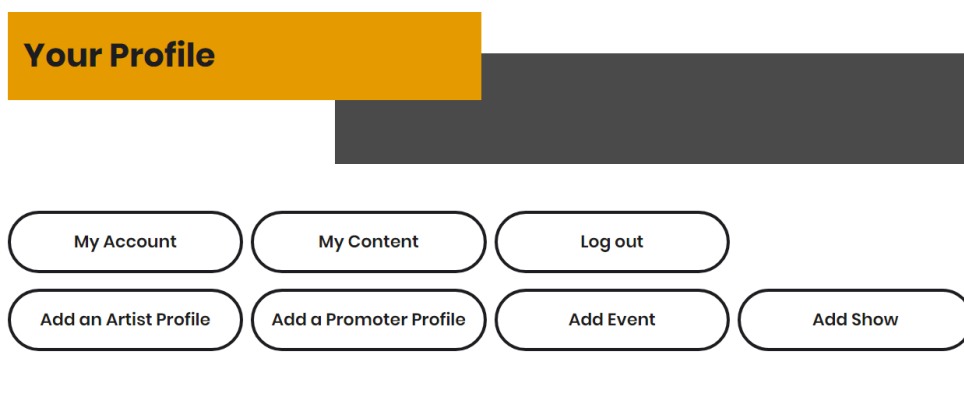 Your Profile
My Account
My Content
Log out
Add an Artist Profile
Add a Promoter Profile
Add Event
Add Show